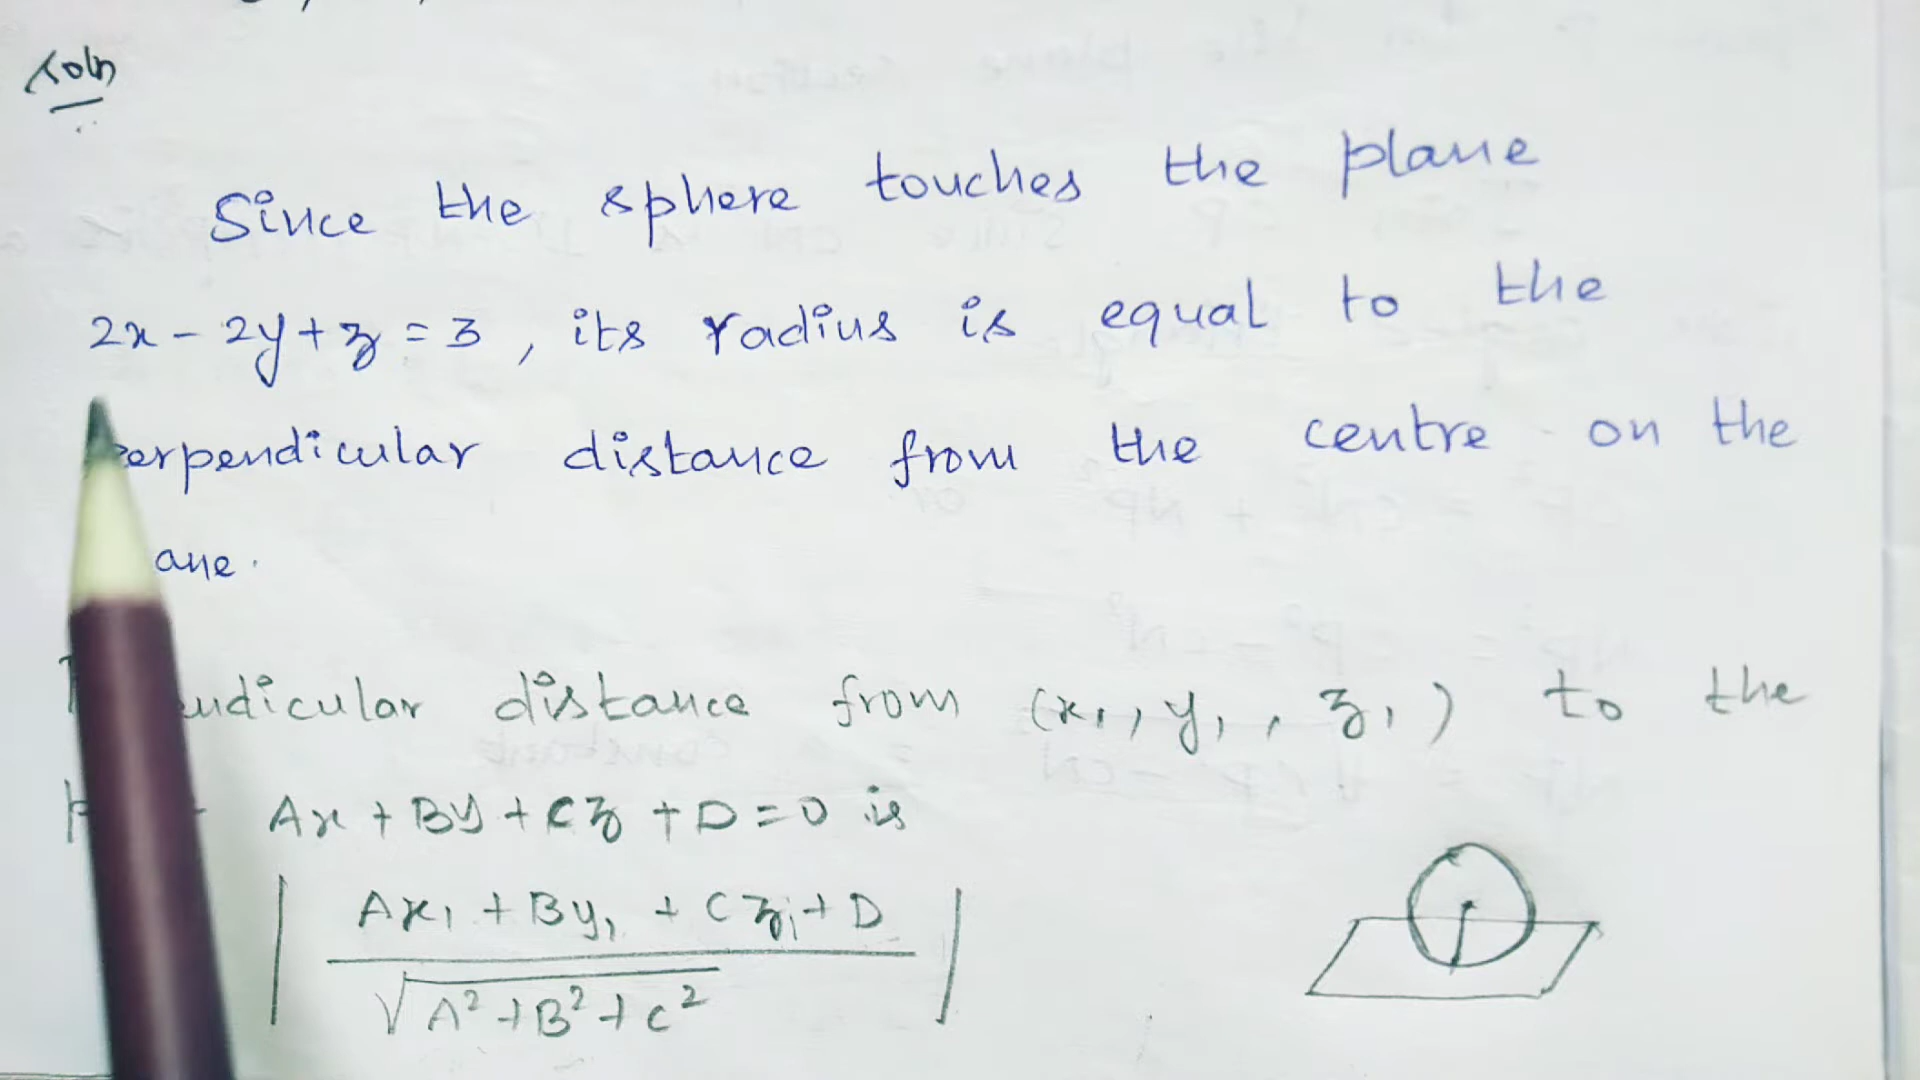 Soln
Since the sphere touches the plane
2x - 2y + z = 3, its radius is equal to the
perpendicular distance from the centre on the
ane.
ndicular distance from (x₁, y₁, z₁) to the
Ax + By + Cz + D = 0 is
| Ax₁ + By₁ + Cz₁ + D |
√A² + B² + C²